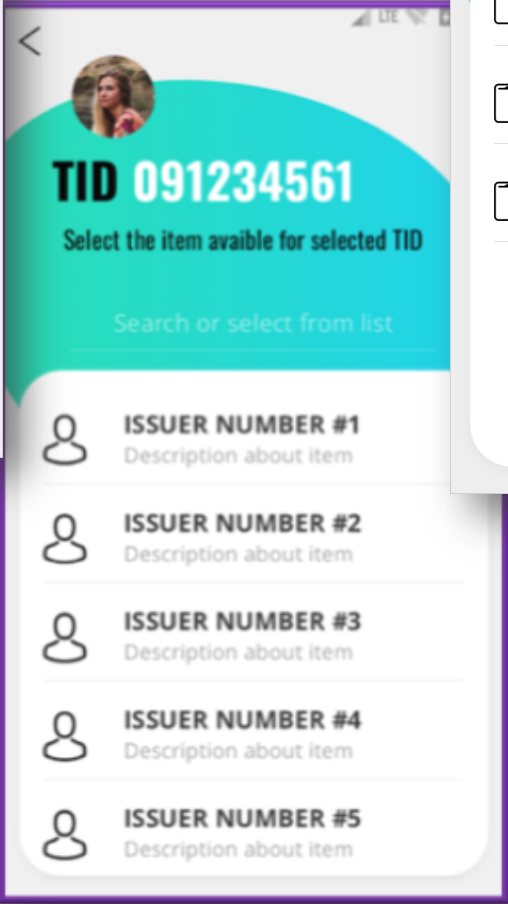 LTE
TID 091234561
Select the item avaible for selected TID
Search or select from list
ISSUER NUMBER #1
Description about item
ISSUER NUMBER #2
Description about item
ISSUER NUMBER #3
Description about item
ISSUER NUMBER #4
Description about item
ISSUER NUMBER #5
Description about item